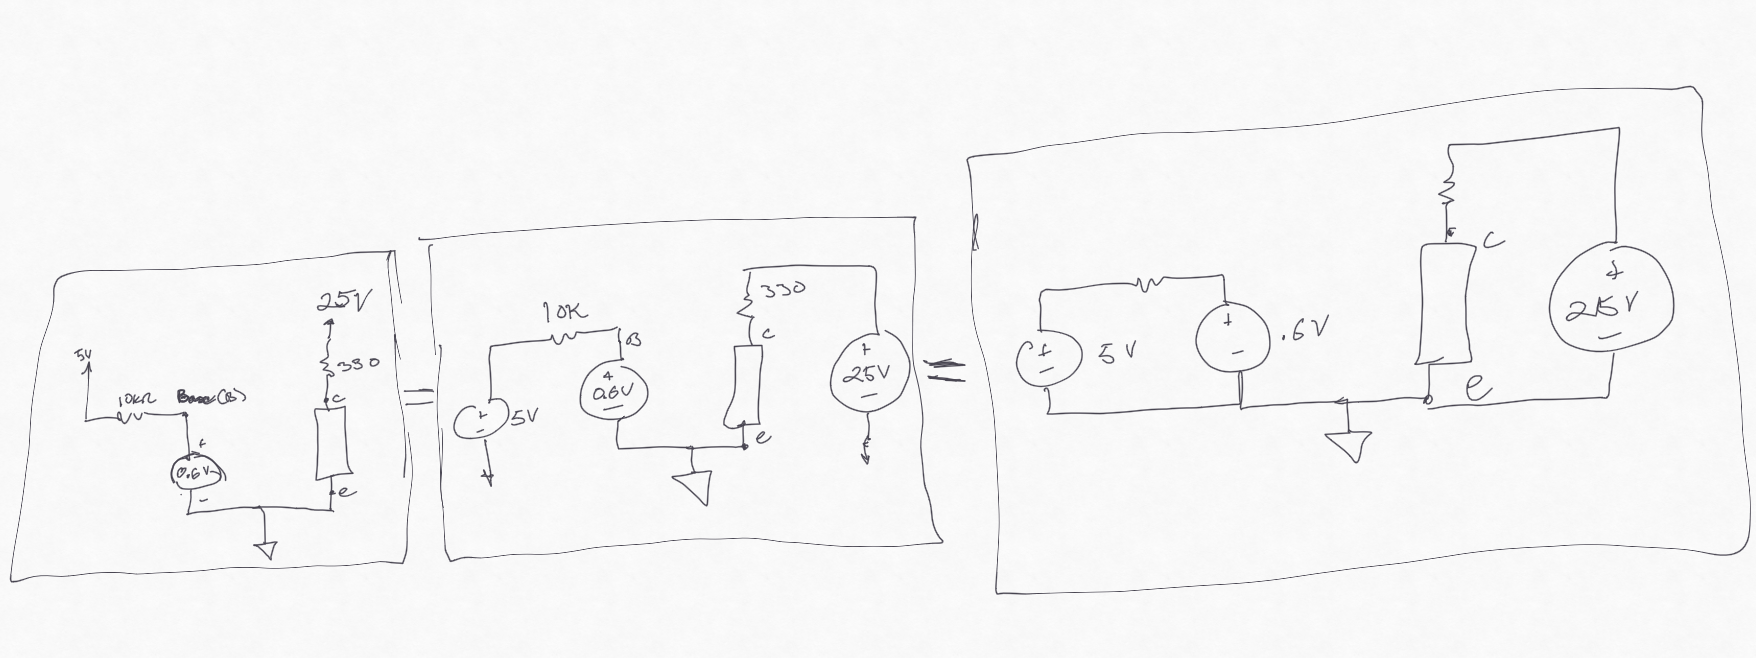 25V
5V
330
10KΩ Base(B)
C
+
0.6V
-
e
=
10K
330
B
C
+
0.6V
-
+
-
5V
+
25V
-
e
=
C
+
-
5V
+
-
.6V
+
25V
-
e